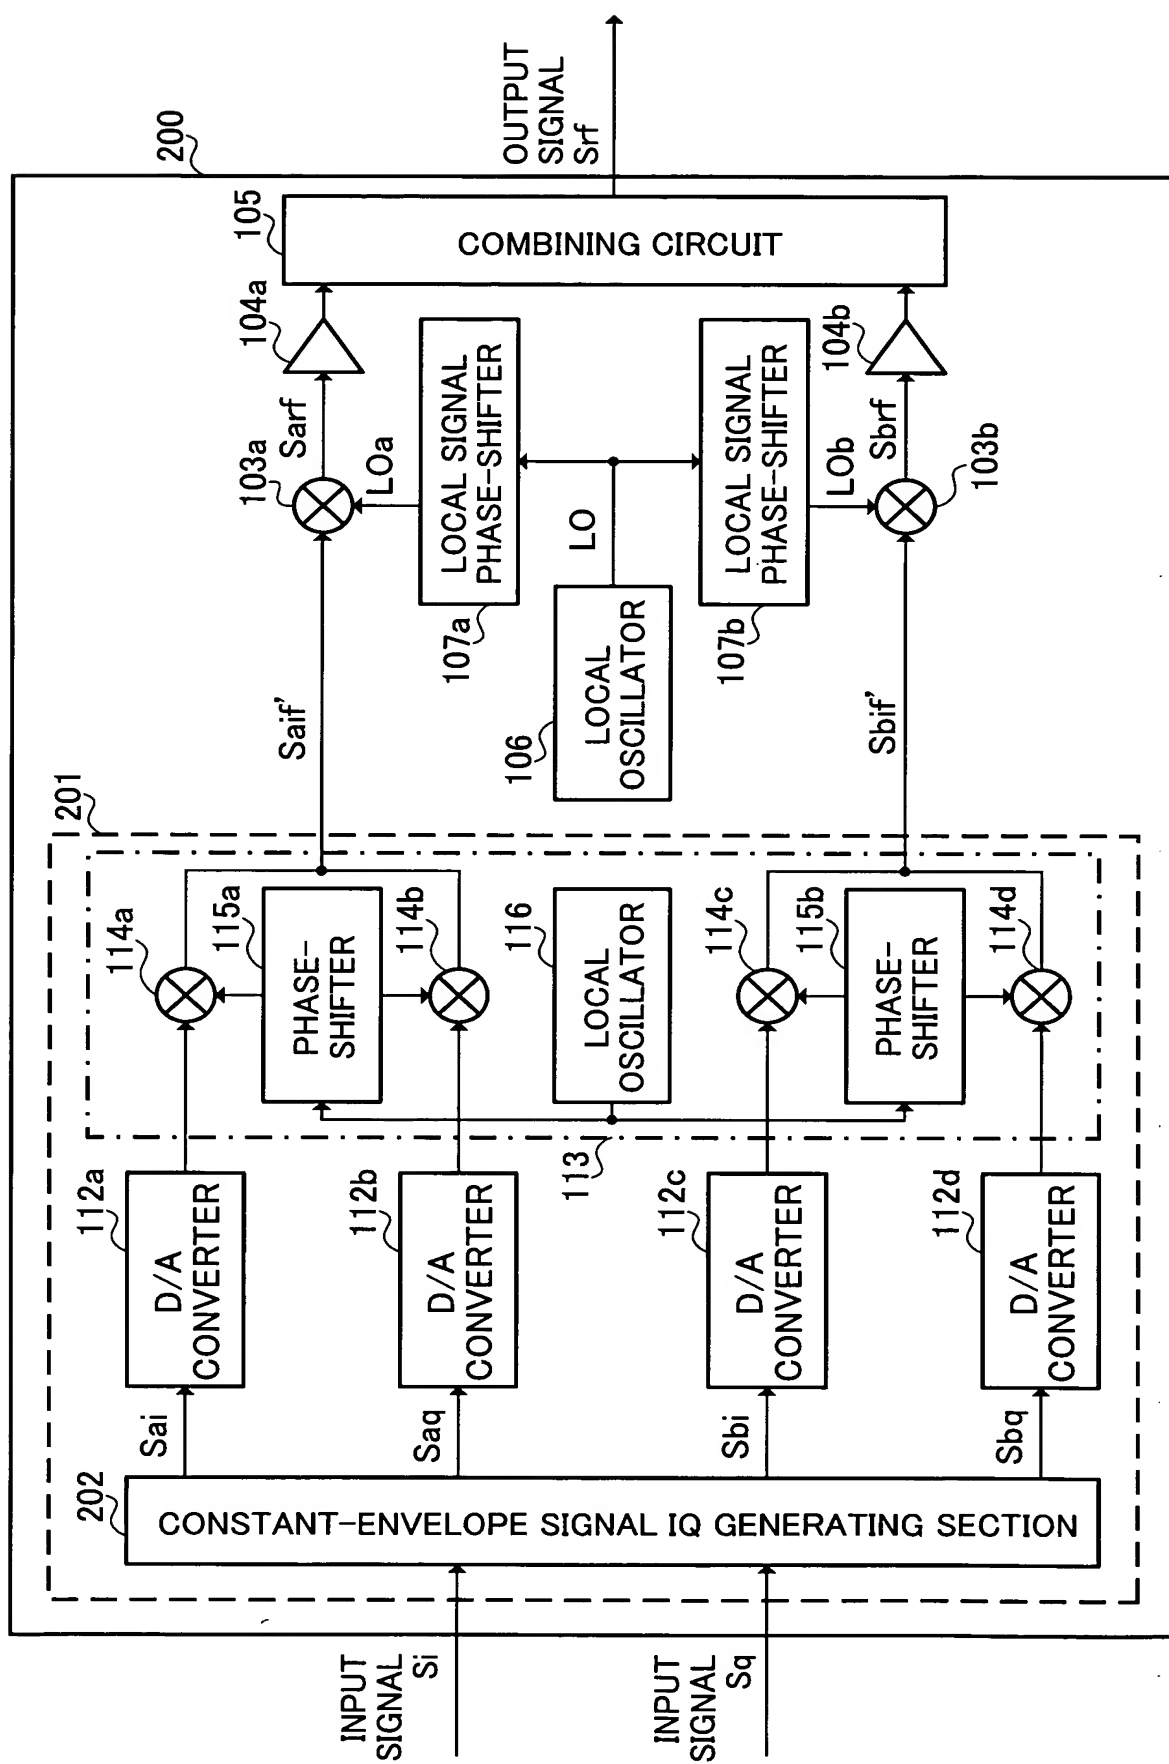 200
201
202
INPUT
SIGNAL
Si
INPUT
SIGNAL
Sq
CONSTANT-ENVELOPE SIGNAL IQ GENERATING SECTION
Sai
Saq
Sbi
Sbq
112a
D/A
CONVERTER
112b
D/A
CONVERTER
112c
D/A
CONVERTER
112d
D/A
CONVERTER
113
114a
115a
PHASE-
SHIFTER
114b
116
LOCAL
OSCILLATOR
114c
115b
PHASE-
SHIFTER
114d
Saif'
Sbif'
106
LOCAL
OSCILLATOR
LO
107a
LOCAL SIGNAL
PHASE-SHIFTER
107b
LOCAL SIGNAL
PHASE-SHIFTER
LOa
LOb
103a
103b
Sarf
Sbrf
104a
104b
105
COMBINING CIRCUIT
OUTPUT
SIGNAL
Srf